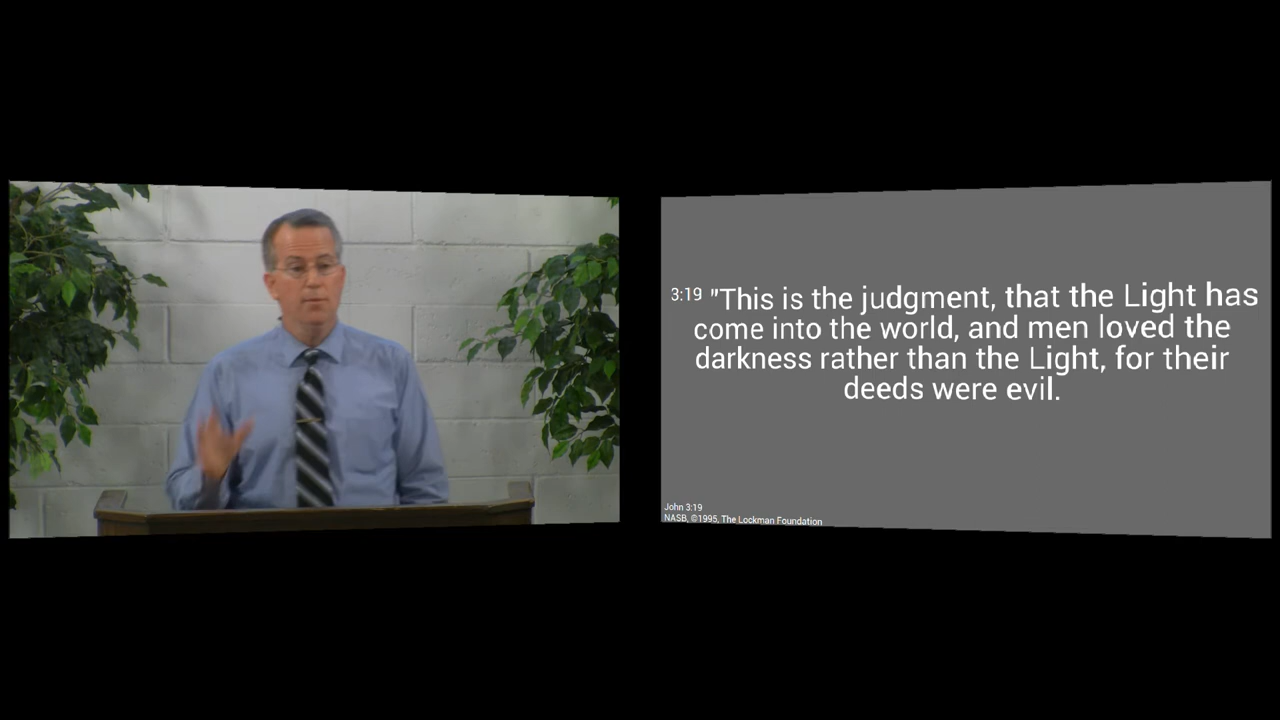 3:19 "This is the judgment, that the Light has
come into the world, and men loved the
darkness rather than the Light, for their
deeds were evil.
John 3:19
NASB, ©1995, The Lockman Foundation